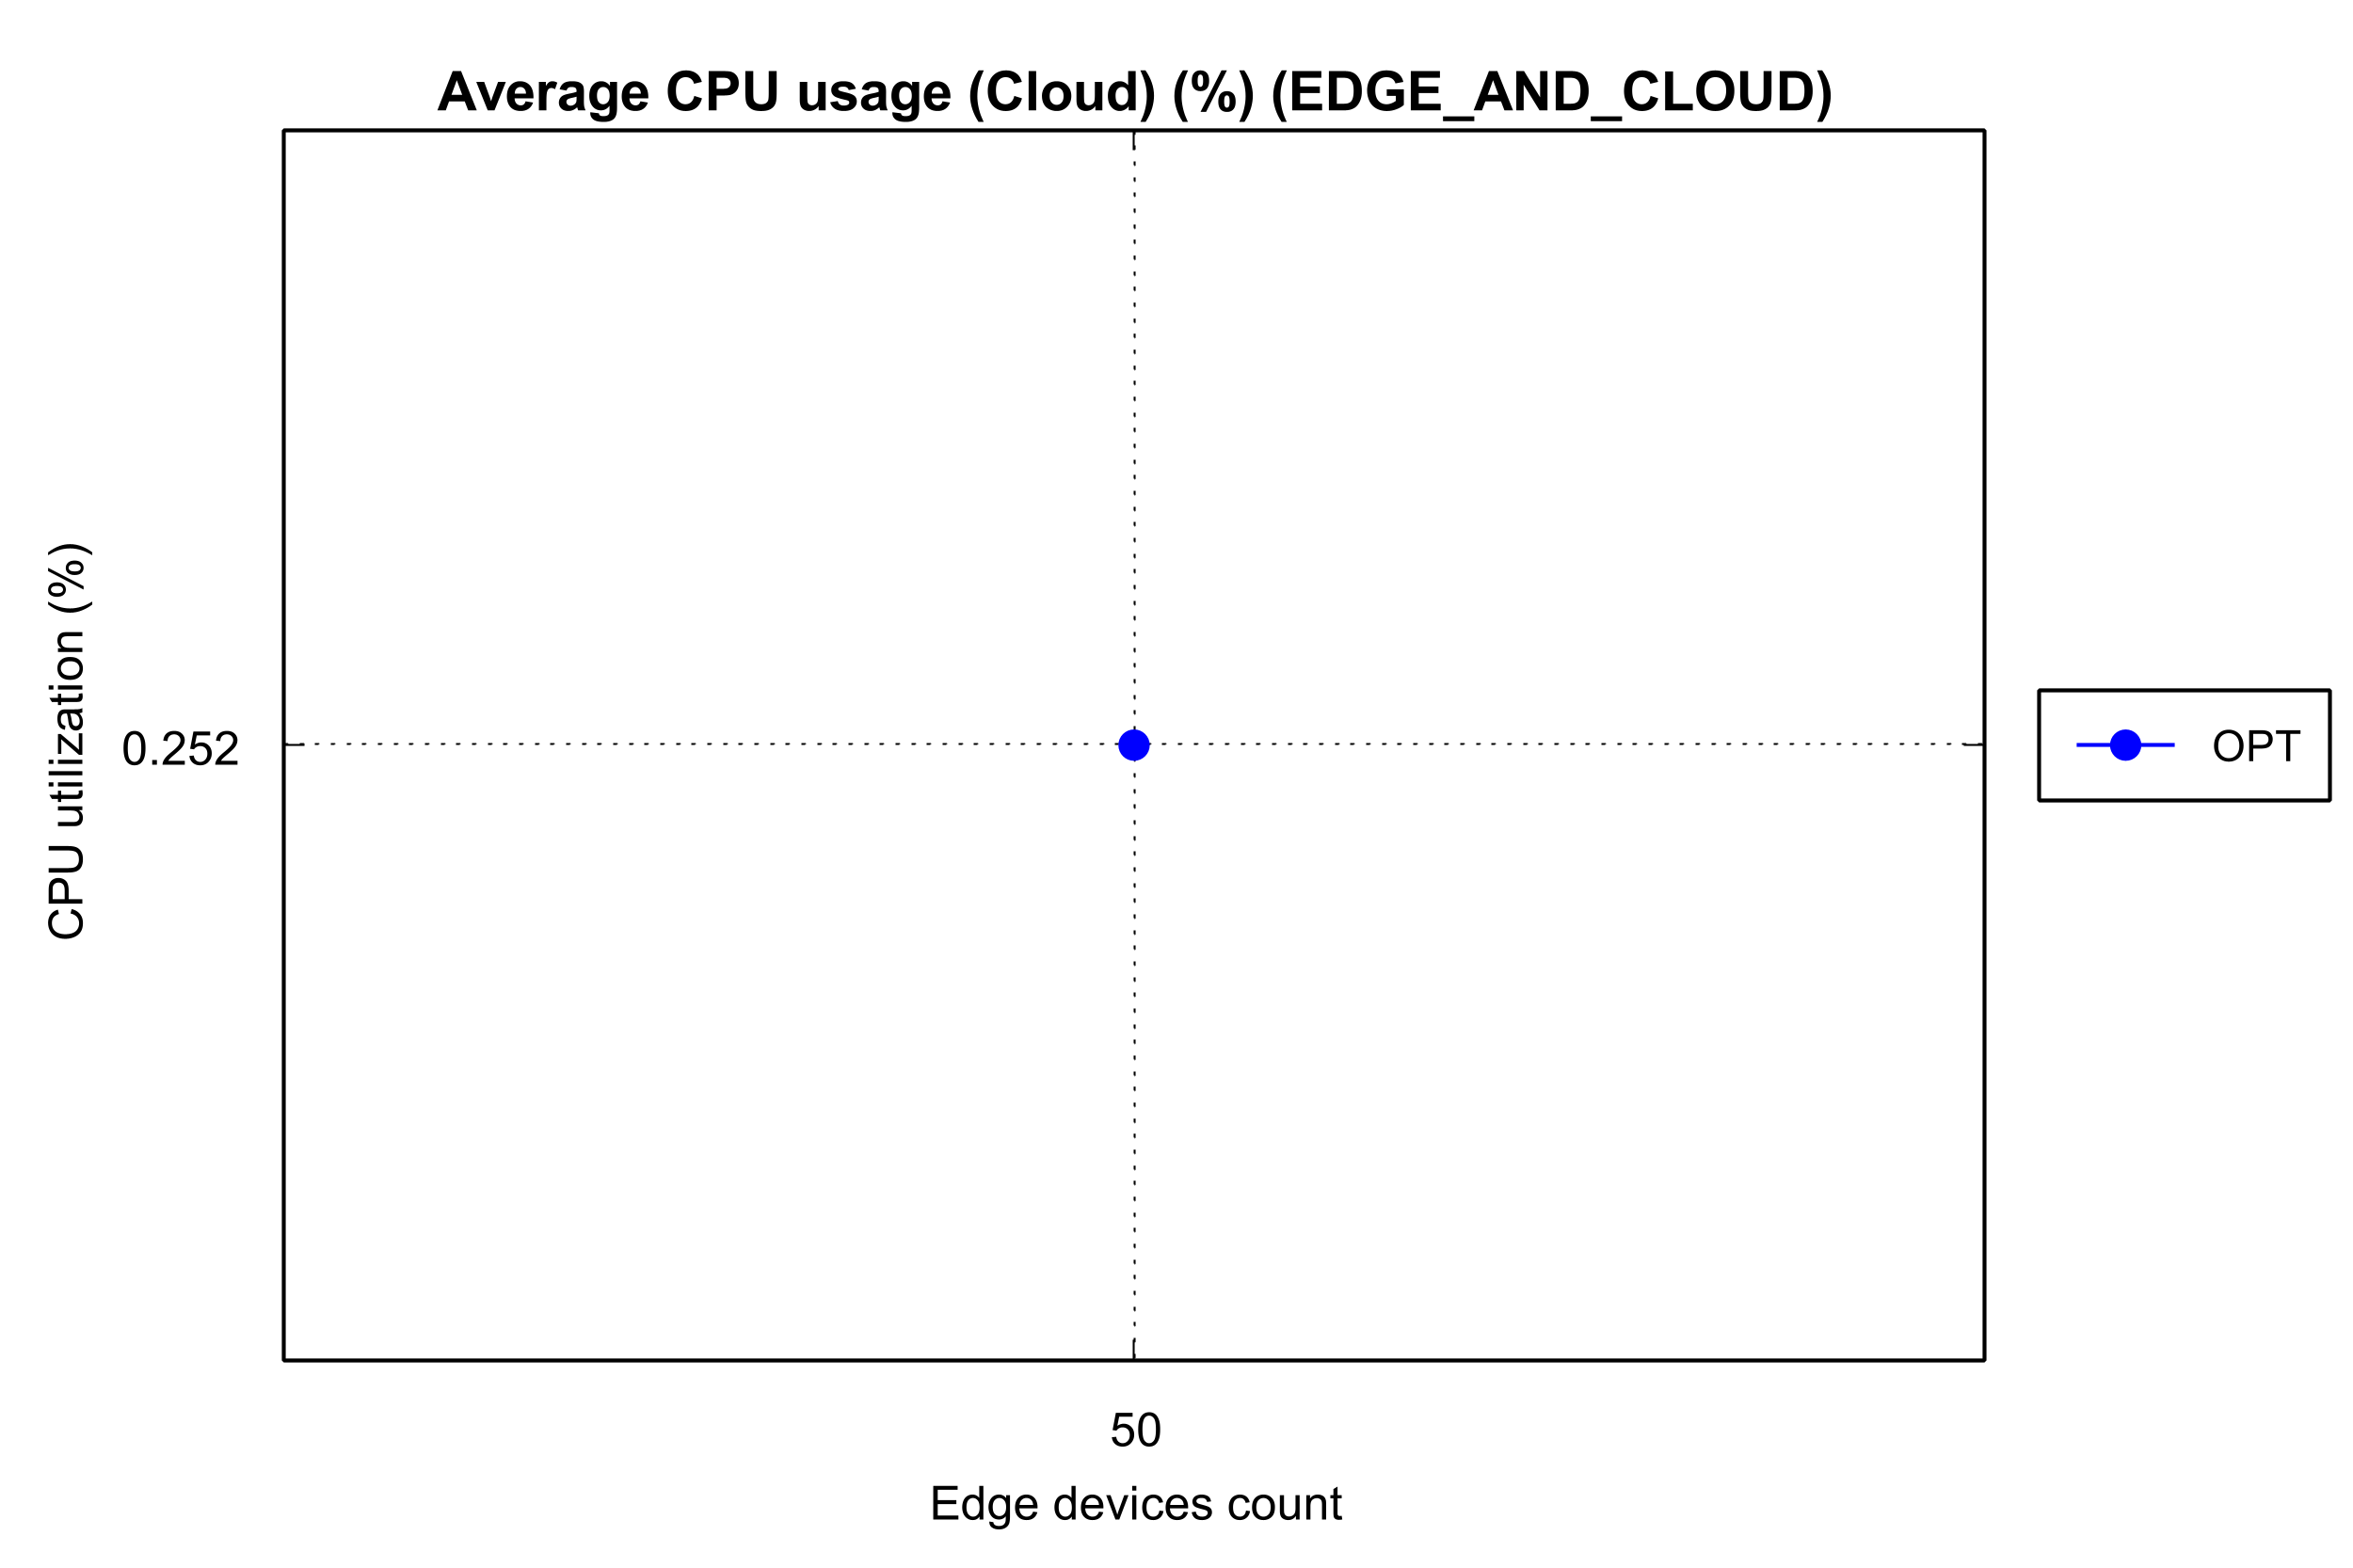 Average CPU usage (Cloud) (%) (EDGE_AND_CLOUD)
CPU utilization (%)
0.252
OPT
50
Edge devices count